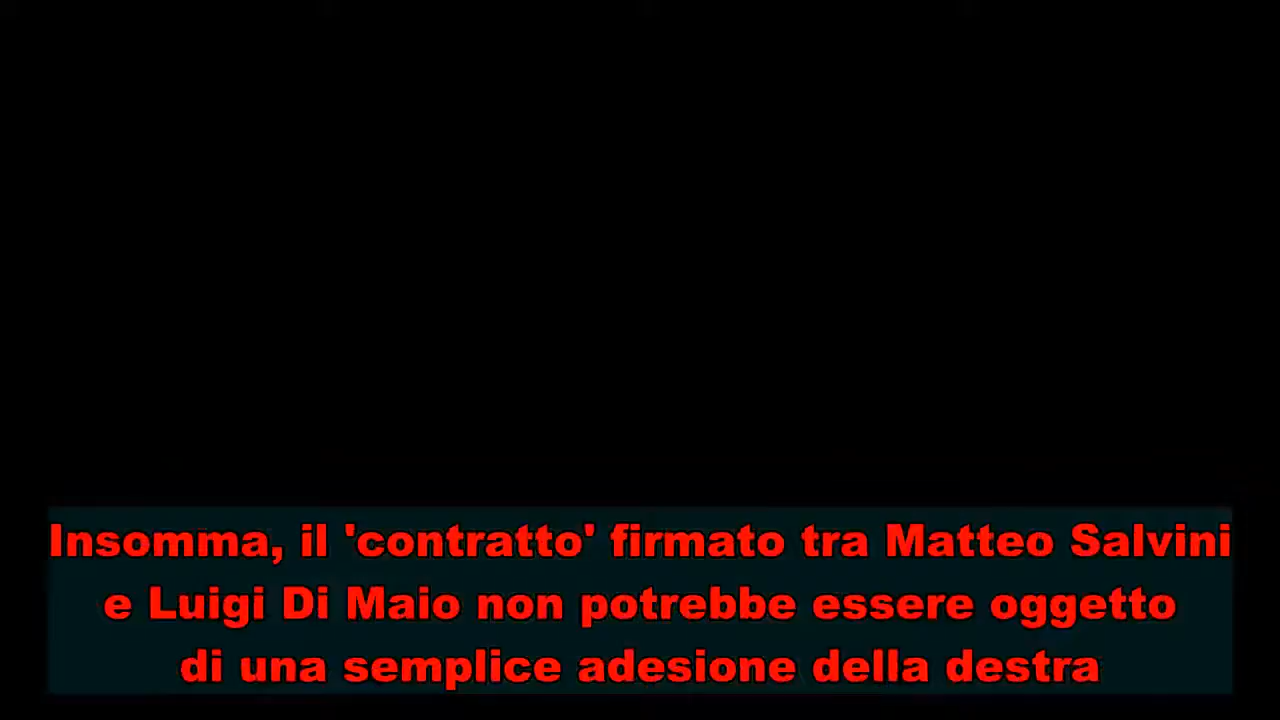 Insomma, il 'contratto' firmato tra Matteo Salvini
e Luigi Di Maio non potrebbe essere oggetto
di una semplice adesione della destra